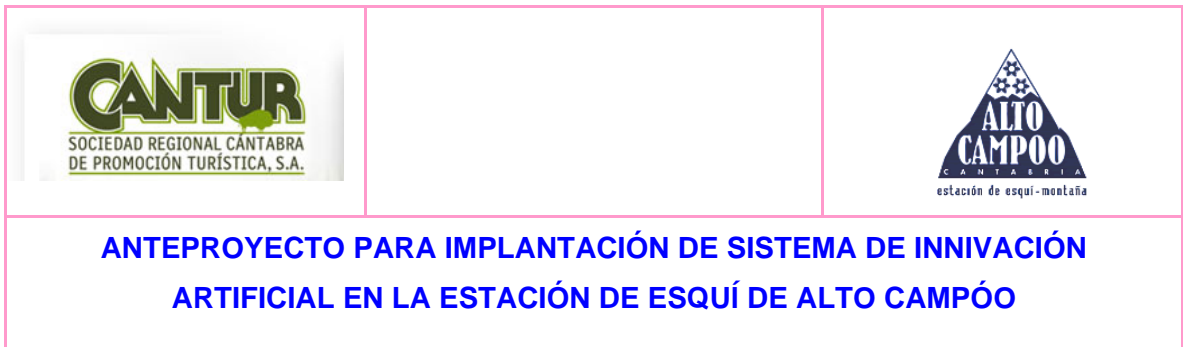 CANTUR
SOCIEDAD REGIONAL CÁNTABRA
DE PROMOCIÓN TURÍSTICA, S.A.
ALTO
CAMPOO
CANTABRIA
estación de esquí-montaña
ANTEPROYECTO PARA IMPLANTACIÓN DE SISTEMA DE INNIVACIÓN
ARTIFICIAL EN LA ESTACIÓN DE ESQUÍ DE ALTO CAMPÓO